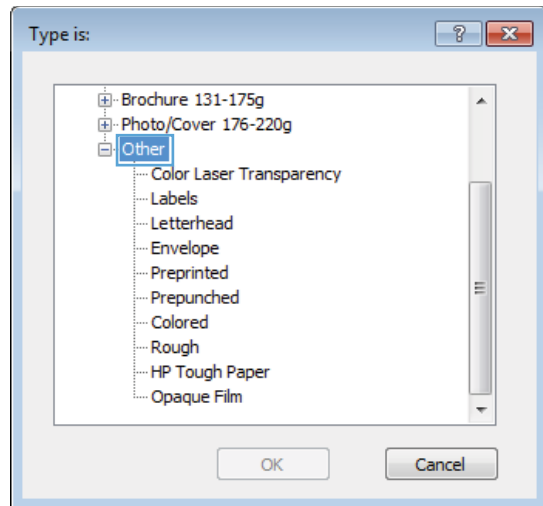 Type is:
Brochure 131-175g
Photo/Cover 176-220g
Other
Color Laser Transparency
Labels
Letterhead
Envelope
Preprinted
Prepunched
Colored
Rough
HP Tough Paper
Opaque Film
OK
Cancel